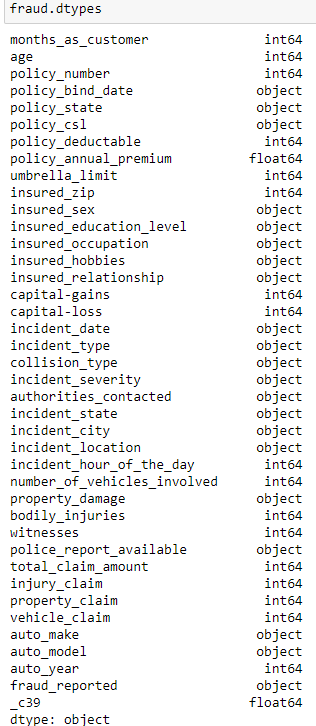 fraud.dtypes
months_as_customer int64
age int64
policy_number int64
policy_bind_date object
policy_state object
policy_csl object
policy_deductable int64
policy_annual_premium float64
umbrella_limit int64
insured_zip int64
insured_sex object
insured_education_level object
insured_occupation object
insured_hobbies object
insured_relationship object
capital-gains int64
capital-loss int64
incident_date object
incident_type object
collision_type object
incident_severity object
authorities_contacted object
incident_state object
incident_city object
incident_location object
incident_hour_of_the_day int64
number_of_vehicles_involved int64
property_damage object
bodily_injuries int64
witnesses int64
police_report_available object
total_claim_amount int64
injury_claim int64
property_claim int64
vehicle_claim int64
auto_make object
auto_model object
auto_year int64
fraud_reported object
_c39 float64
dtype: object